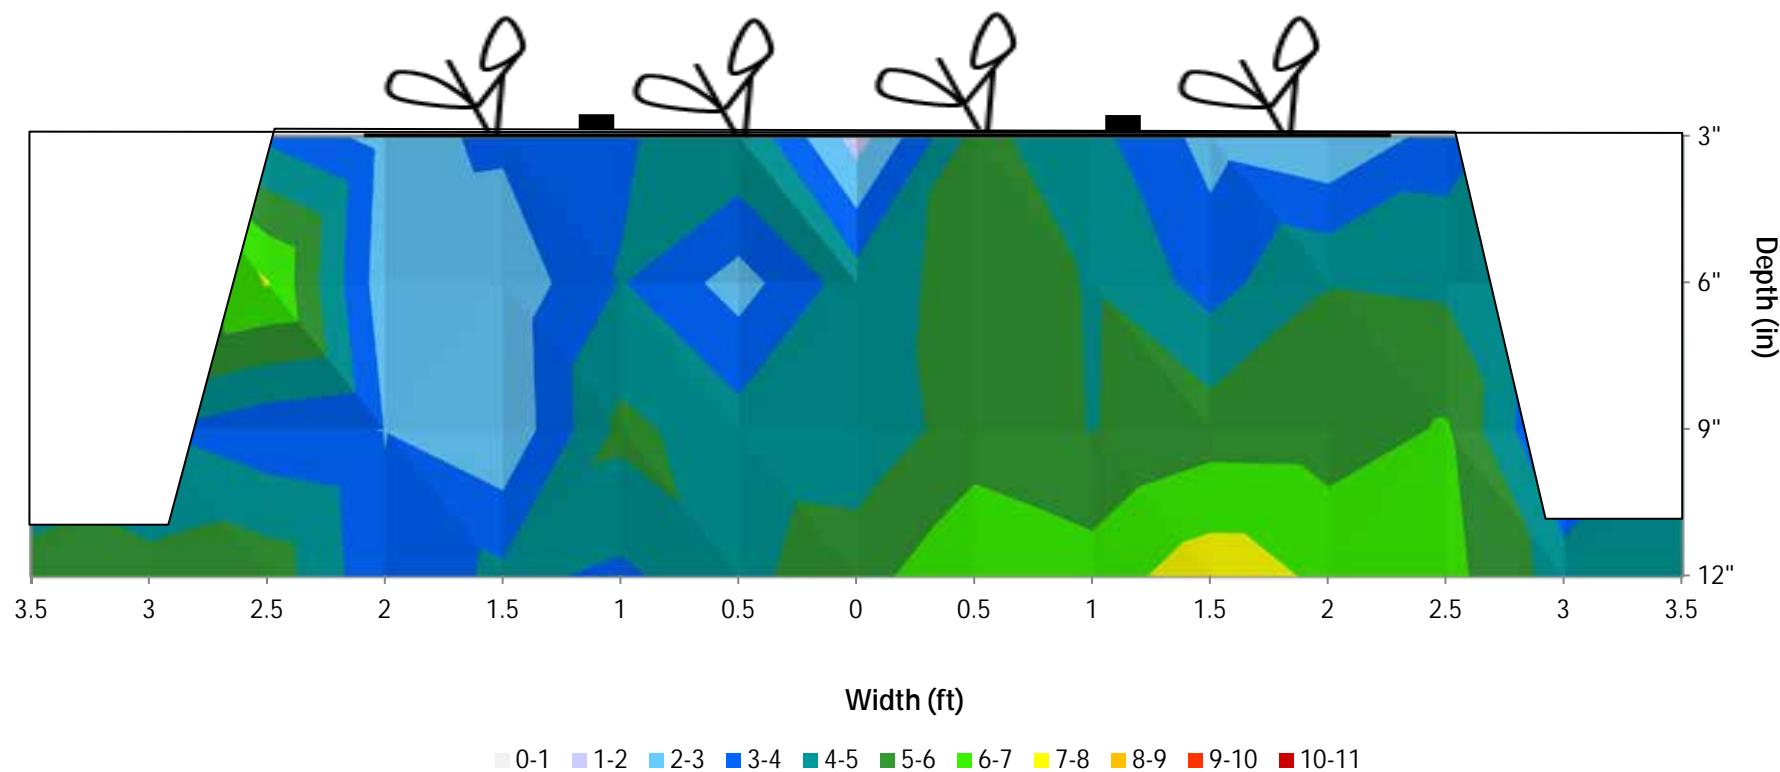 3"
6"
9"
12"
Depth (in)
3.5 3 2.5 2 1.5 1 0.5 0 0.5 1 1.5 2 2.5 3 3.5
Width (ft)
0-1 1-2 2-3 3-4 4-5 5-6 6-7 7-8 8-9 9-10 10-11